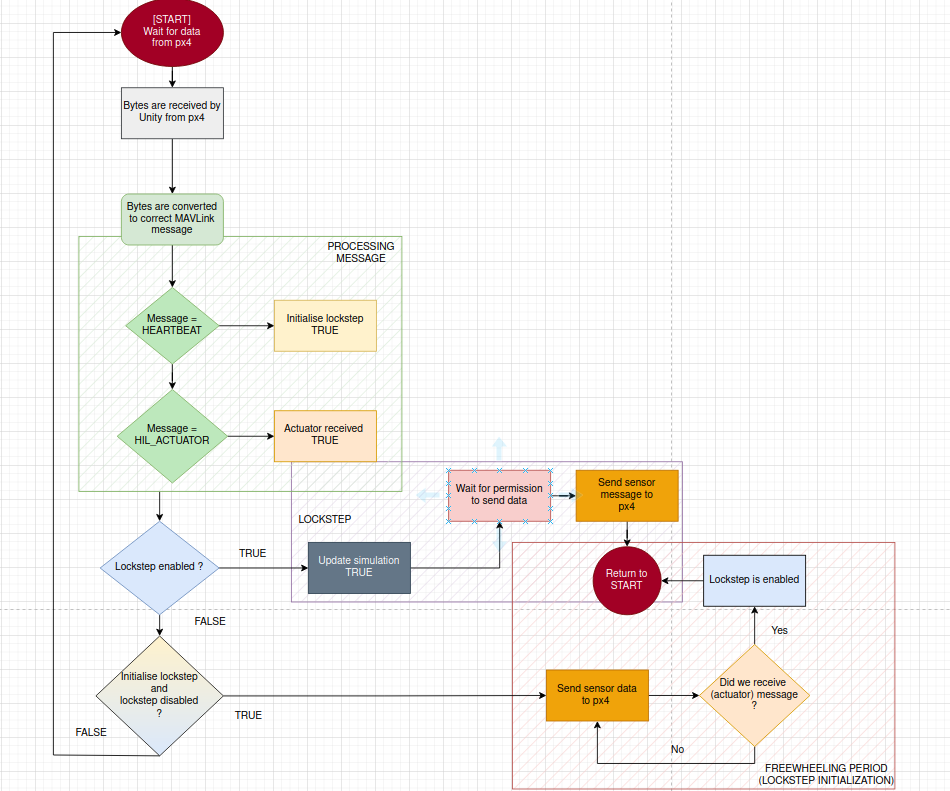 [START]
Wait for data
from px4
Bytes are received by
Unity from px4
Bytes are converted
to correct MAVLink
message
PROCESSING
MESSAGE
Message =
HEARTBEAT
Initialise lockstep
TRUE
Message =
HIL_ACTUATOR
Actuator received
TRUE
Wait for permission
to send data
Send sensor
message to
px4
LOCKSTEP
Lockstep enabled ?
TRUE
Update simulation
TRUE
Return to
START
Lockstep is enabled
FALSE
Yes
Initialise lockstep
and
lockstep disabled
?
TRUE
FALSE
Send sensor data
to px4
Did we receive
(actuator) message
?
No
FREEWHEELING PERIOD
(LOCKSTEP INITIALIZATION)